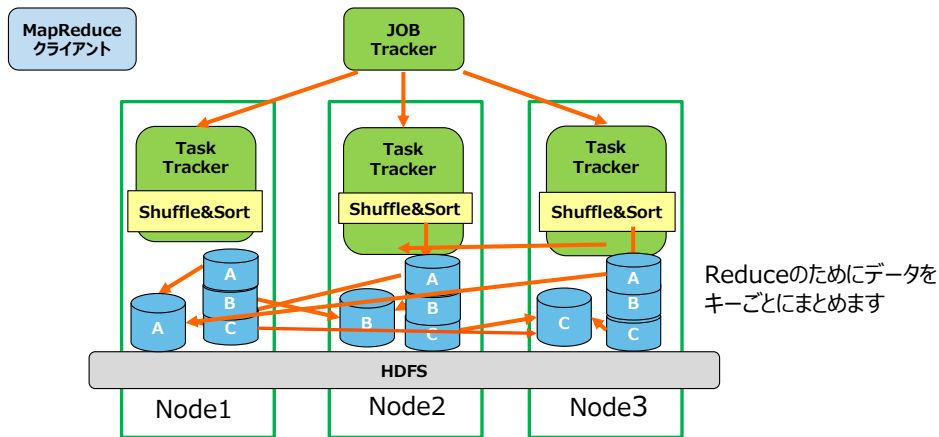 MapReduce
クライアント
JOB
Tracker
Task
Tracker
Shuffle&Sort
Task
Tracker
Shuffle&Sort
Task
Tracker
Shuffle&Sort
A
A
B
C
B
A
B
C
C
A
B
C
Reduceのためにデータを
キーごとにまとめます
HDFS
Node1
Node2
Node3